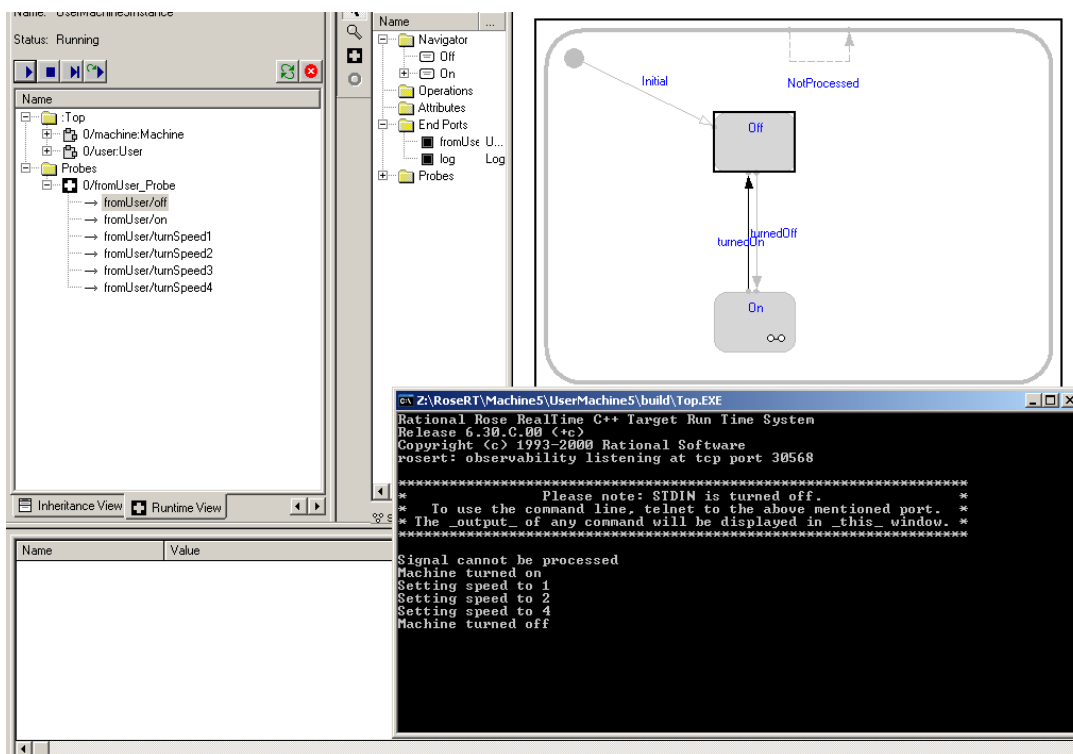 Name: UserMachine5Instance
Status: Running
Name
:Top
0/machine:Machine
0/user:User
Probes
0/fromUser_Probe
fromUser/off
fromUser/on
fromUser/turnSpeed1
fromUser/turnSpeed2
fromUser/turnSpeed3
fromUser/turnSpeed4
Inheritance View
Runtime View
Name
...
Navigator
Off
On
Operations
Attributes
End Ports
fromUse U...
log Log
Probes
Initial
NotProcessed
Off
turnedOff
turnedOn
On
Name
Value
Z:\RoseRT\Machine5\UserMachine5\build\Top.EXE
Rational Rose RealTime C++ Target Run Time System
Release 6.30.C.00 (+c)
Copyright (c) 1993-2000 Rational Software
rosert: observability listening at tcp port 30568
*******************************************************************
* Please note: STDIN is turned off. *
* To use the command line, telnet to the above mentioned port. *
* The _output_ of any command will be displayed in _this_ window. *
*******************************************************************
Signal cannot be processed
Machine turned on
Setting speed to 1
Setting speed to 2
Setting speed to 4
Machine turned off